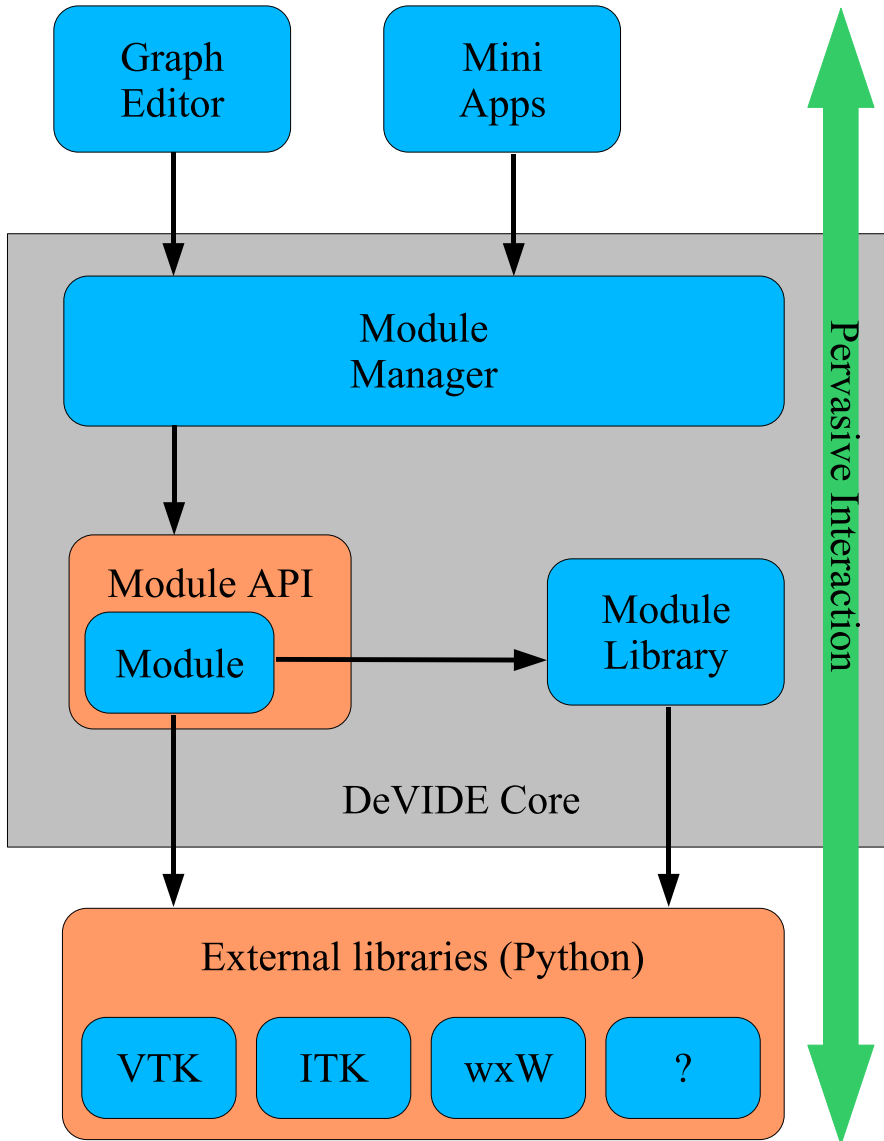 Graph
Editor
Mini
Apps
Module
Manager
Pervasive Interaction
Module API
Module
Module
Library
DeVIDE Core
External libraries (Python)
VTK
ITK
wxW
?